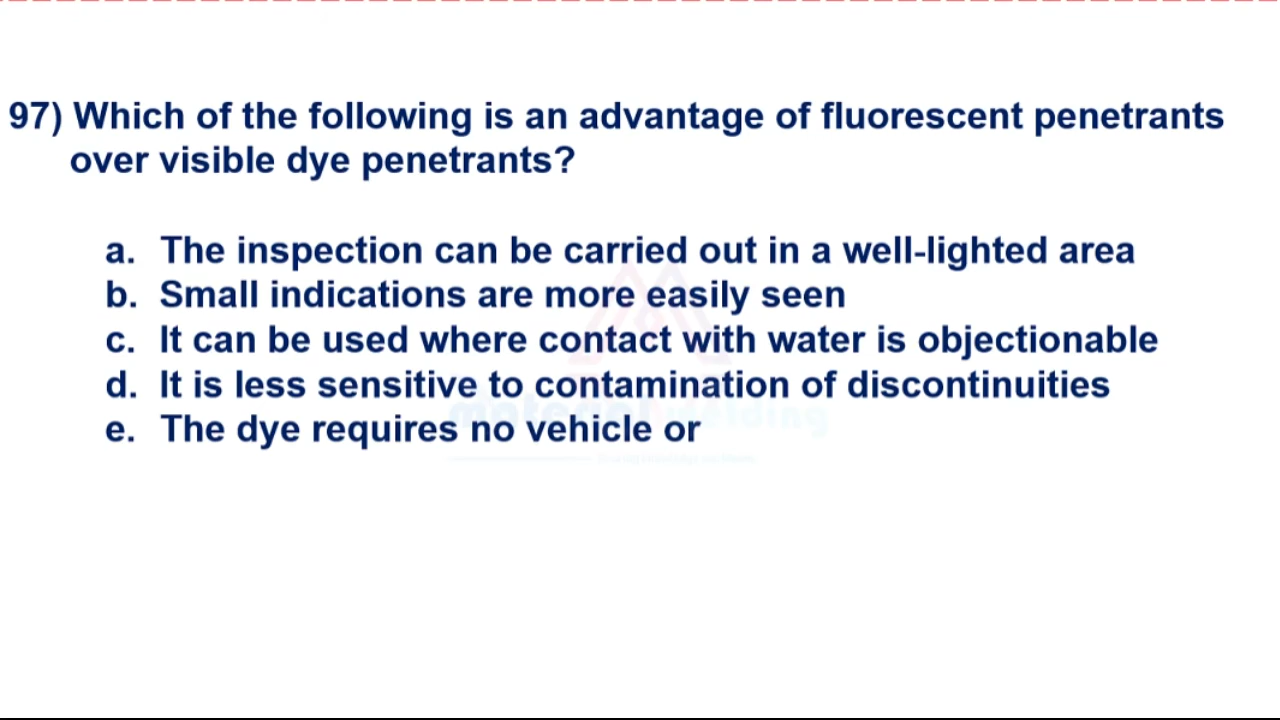 97) Which of the following is an advantage of fluorescent penetrants
over visible dye penetrants?
a. The inspection can be carried out in a well-lighted area
b. Small indications are more easily seen
c. It can be used where contact with water is objectionable
d. It is less sensitive to contamination of discontinuities
e. The dye requires no vehicle or